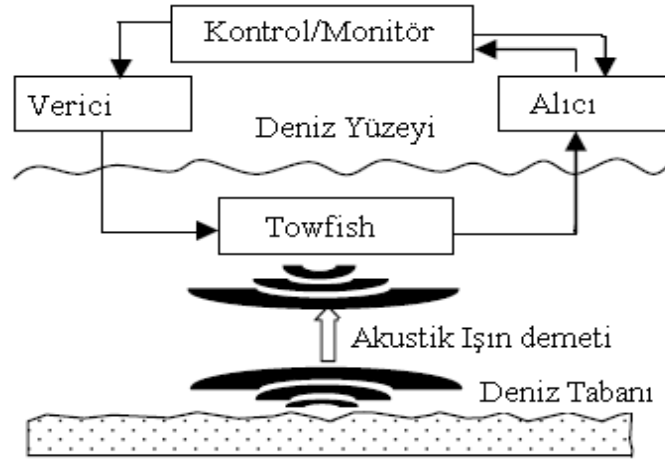 Kontrol/Monitör
Verici
Alıcı
Deniz Yüzeyi
Towfish
Akustik Işın demeti
Deniz Tabanı